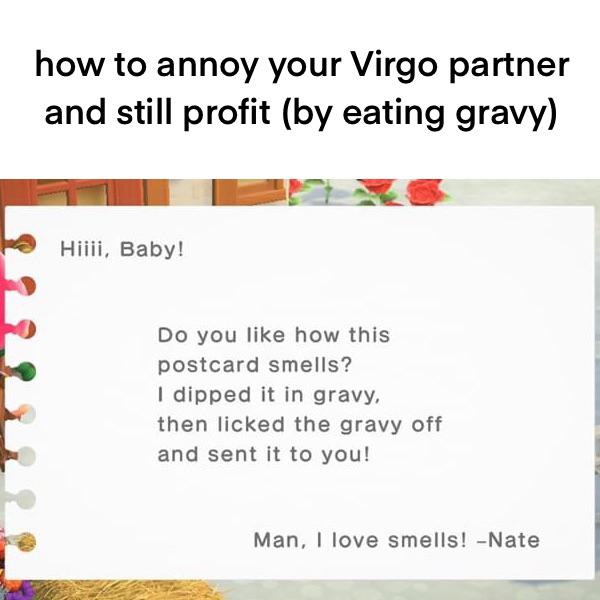 how to annoy your Virgo partner
and still profit (by eating gravy)
Hiiii, Baby!
Do you like how this
postcard smells?
I dipped it in gravy,
then licked the gravy off
and sent it to you!
Man, I love smells! –Nate